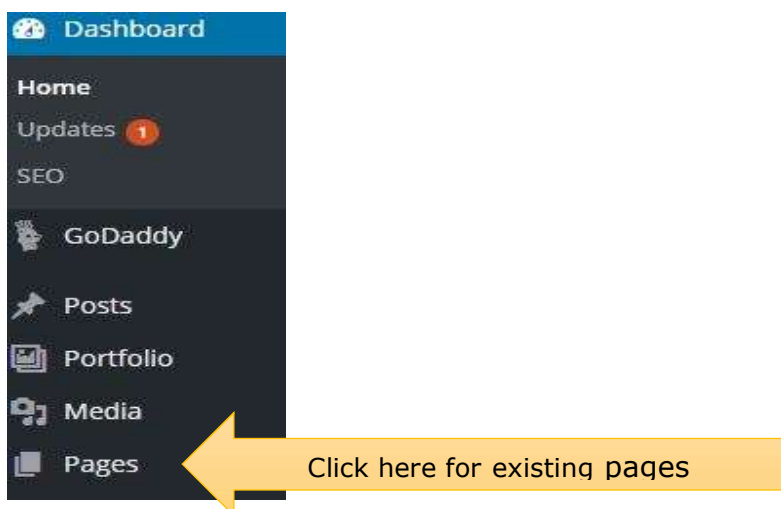 Dashboard
Home
Updates 1
SEO
GoDaddy
Posts
Portfolio
Media
Pages Click here for existing pages